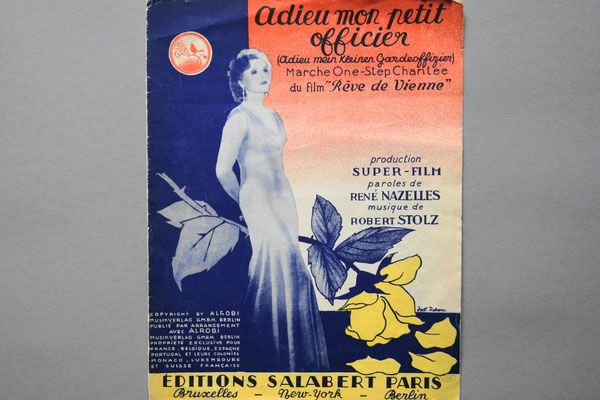 adieu mon petit
officier
(adieu mein kleiner Gardeoffizier)
Marche One-Step Chantée
du film "Rêve de Vienne"
production
SUPER-FILM
paroles de
RENÉ NAZELLES
musique de
ROBERT STOLZ
COPYRIGHT BY ALROBI
MUSIKVERLAG G.M.B.H. BERLIN
PUBLIÉ PAR ARRANGEMENT
AVEC ALROBI
MUSIKVERLAG GMBH BERLIN
PROPRIÉTÉ EXCLUSIVE POUR
FRANCE, BELGIQUE, ESPAGNE
PORTUGAL ET LEURS COLONIES
MONACO, LUXEMBOURG
ET SUISSE FRANÇAISE
ÉDITIONS SALABERT PARIS
Bruxelles - New-York - Berlin